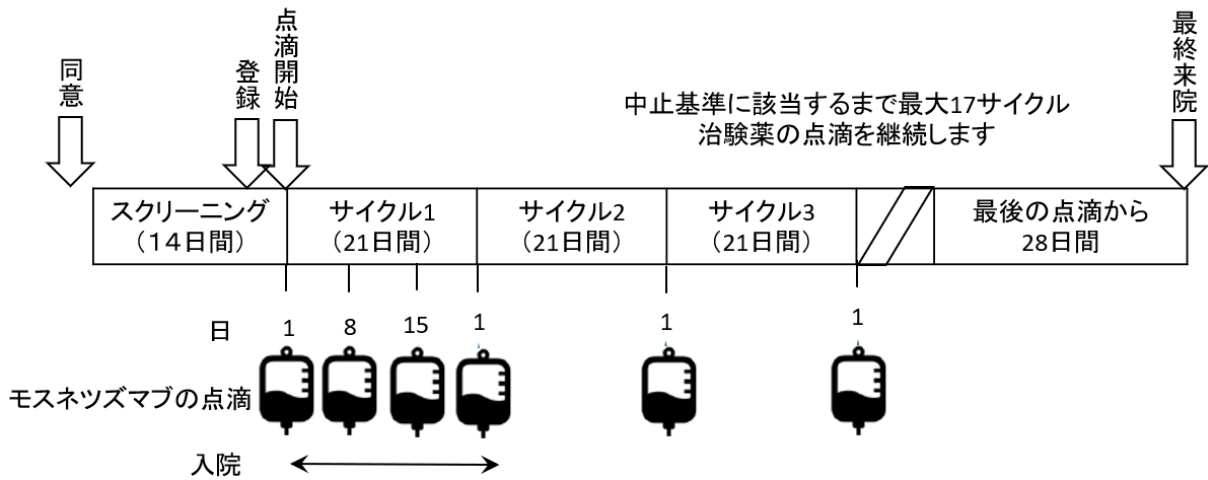 同意
登録
点滴開始
最終来院
中止基準に該当するまで最大17サイクル
治験薬の点滴を継続します
スクリーニング
（１４日間）
サイクル1
（21日間）
サイクル2
（21日間）
サイクル3
（21日間）
最後の点滴から
28日間
日 1 8 15 1 1 1
モスネツズマブの点滴
入院